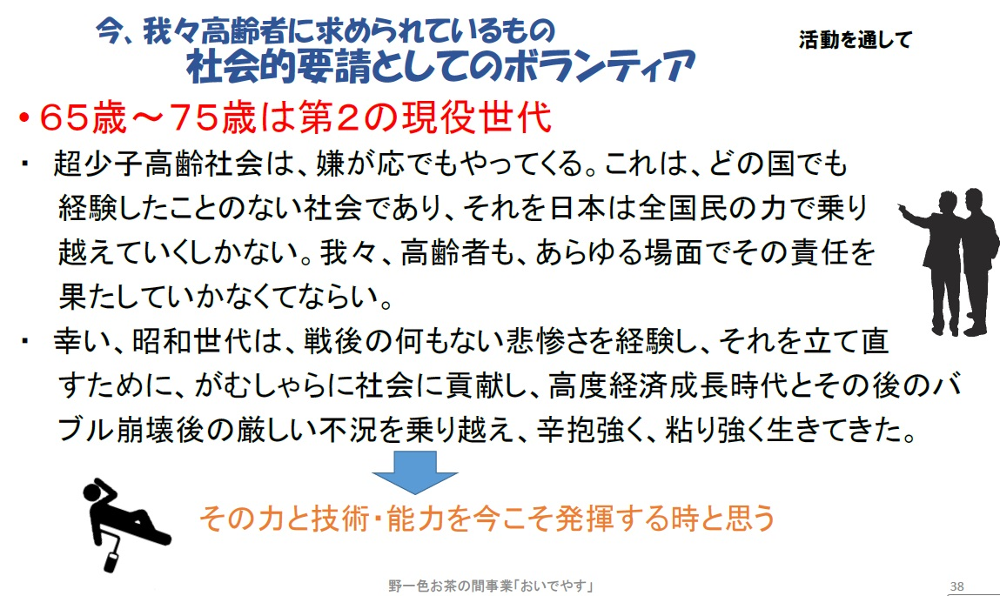 今、我々高齢者に求められているもの
社会的要請としてのボランティア
活動を通して
•６５歳～７５歳は第２の現役世代
・ 超少子高齢社会は、嫌が応でもやってくる。これは、どの国でも
経験したことのない社会であり、それを日本は全国民の力で乗り
越えていくしかない。我々、高齢者も、あらゆる場面でその責任を
果たしていかなくてならい。
・ 幸い、昭和世代は、戦後の何もない悲惨さを経験し、それを立て直
すために、がむしゃらに社会に貢献し、高度経済成長時代とその後のバ
ブル崩壊後の厳しい不況を乗り越え、辛抱強く、粘り強く生きてきた。
その力と技術・能力を今こそ発揮する時と思う
野一色お茶の間事業「おいでやす」
38